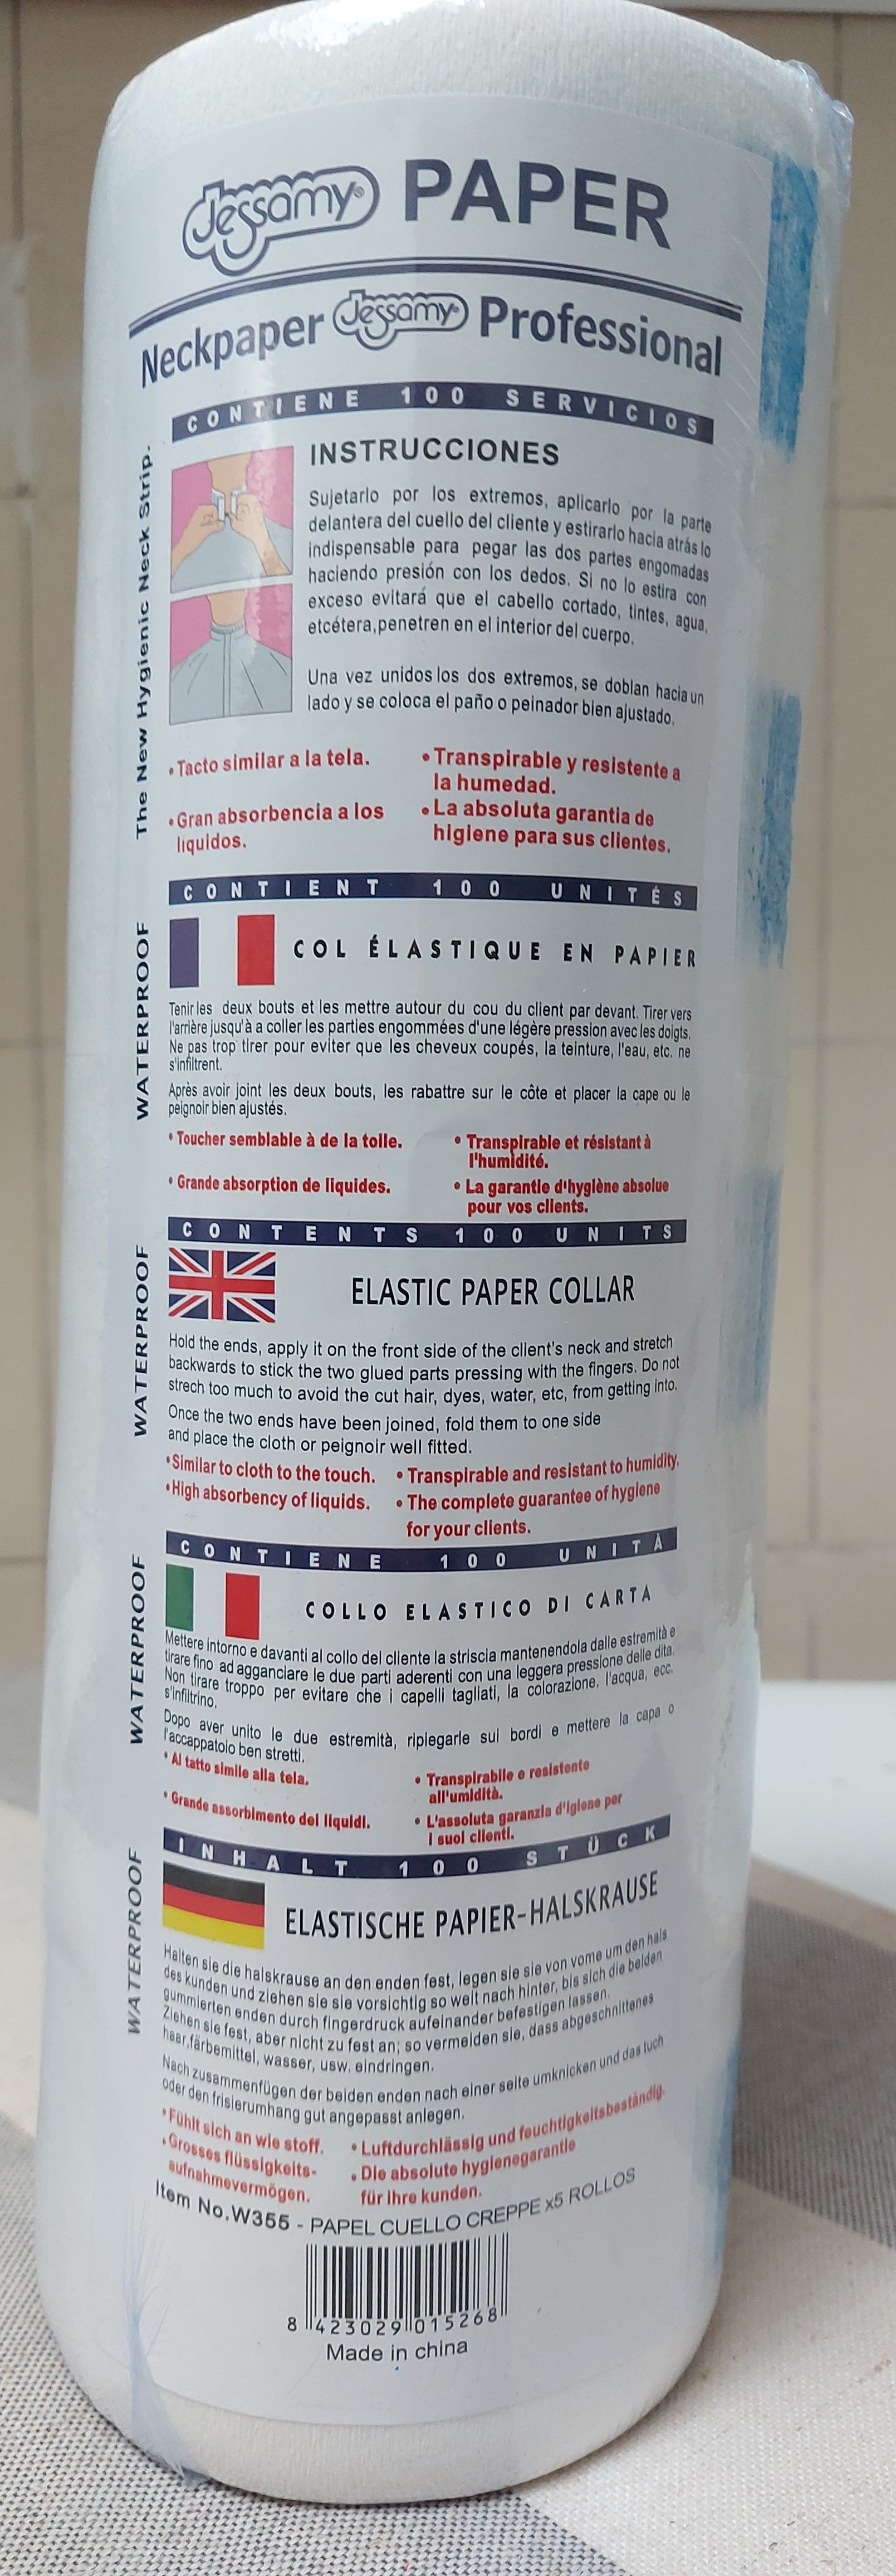 Jessamy® PAPER
Neckpaper Jessamy® Professional
CONTIENE 100 SERVICIOS
The New Hygienic Neck Strip.
INSTRUCCIONES
Sujetarlo por los extremos, aplicarlo por la parte
delantera del cuello del cliente y estirarlo hacia atrás lo
indispensable para pegar las dos partes engomadas
haciendo presión con los dedos. Si no lo estira con
exceso evitará que el cabello cortado, tintes, agua,
etcétera,penetren en el interior del cuerpo.
Una vez unidos los dos extremos, se doblan hacia un
lado y se coloca el paño o peinador bien ajustado.
•Tacto similar a la tela.
•Gran absorbencia a los
liquidos.
•Transpirable y resistente a
la humedad.
•La absoluta garantia de
higiene para sus clientes.
CONTIENT 100 UNITÉS
WATERPROOF
COL ÉLASTIQUE EN PAPIER
Tenir les deux bouts et les mettre autour du cou du client par devant. Tirer vers
l'arrière jusqu'à a coller les parties engommées d'une légère pression avec les doigts.
Ne pas trop tirer pour eviter que les cheveux coupés, la teinture, l'eau, etc. ne
s'infiltrent.
Après avoir joint les deux bouts, les rabattre sur le côte et placer la cape ou le
peignoir bien ajustés.
• Toucher semblable à de la toile.
• Grande absorption de liquides.
• Transpirable et résistant à
l'humidité.
• La garantie d'hygiène absolue
pour vos clients.
CONTENTS 100 UNITS
WATERPROOF
ELASTIC PAPER COLLAR
Hold the ends, apply it on the front side of the client's neck and stretch
backwards to stick the two glued parts pressing with the fingers. Do not
strech too much to avoid the cut hair, dyes, water, etc, from getting into.
Once the two ends have been joined, fold them to one side
and place the cloth or peignoir well fitted.
•Similar to cloth to the touch.
•High absorbency of liquids.
• Transpirable and resistant to humidity.
• The complete guarantee of hygiene
for your clients.
CONTIENE 100 UNITÀ
WATERPROOF
COLLO ELASTICO DI CARTA
Mettere intorno e davanti al collo del cliente la striscia mantenendola dalle estremità e
tirare fino ad agganciare le due parti aderenti con una leggera pressione delle dita.
Non tirare troppo per evitare che i capelli tagliati, la colorazione, l'acqua, ecc.
s'infiltrino.
Dopo aver unito le due estremità, ripiegarle sui bordi e mettere la capa o
l'accappatoio ben stretti.
• Al tatto simile alla tela.
• Grande assorbimento dei liquidi.
• Transpirabile e resistente
all'umidità.
• L'assoluta garanzia d'igiene per
i suoi clienti.
INHALT 100 STÜCK
WATERPROOF
ELASTISCHE PAPIER-HALSKRAUSE
Halten sie die halskrause an den enden fest, legen sie sie von vorne um den hals
des kunden und ziehen sie sie vorsichtig so weit nach hinter, bis sich die beiden
gummierten enden durch fingerdruck aufeinander befestigen lassen.
Ziehen sie fest, aber nicht zu fest an; so vermeiden sie, dass abgeschnittenes
haar,färbemittel, wasser, usw. eindringen.
Nach zusammenfügen der beiden enden nach einer seite umknicken und das tuch
oder den frisierumhang gut angepasst anlegen.
•Fühlt sich an wie stoff.
•Grosses flüssigkeits-
aufnahmevermögen.
• Luftdurchlässig und feuchtigkeitsbeständig.
• Die absolute hygienegarantie
für ihre kunden.
Item No.W355 - PAPEL CUELLO CREPPE x5 ROLLOS
8 423029 015268
Made in china